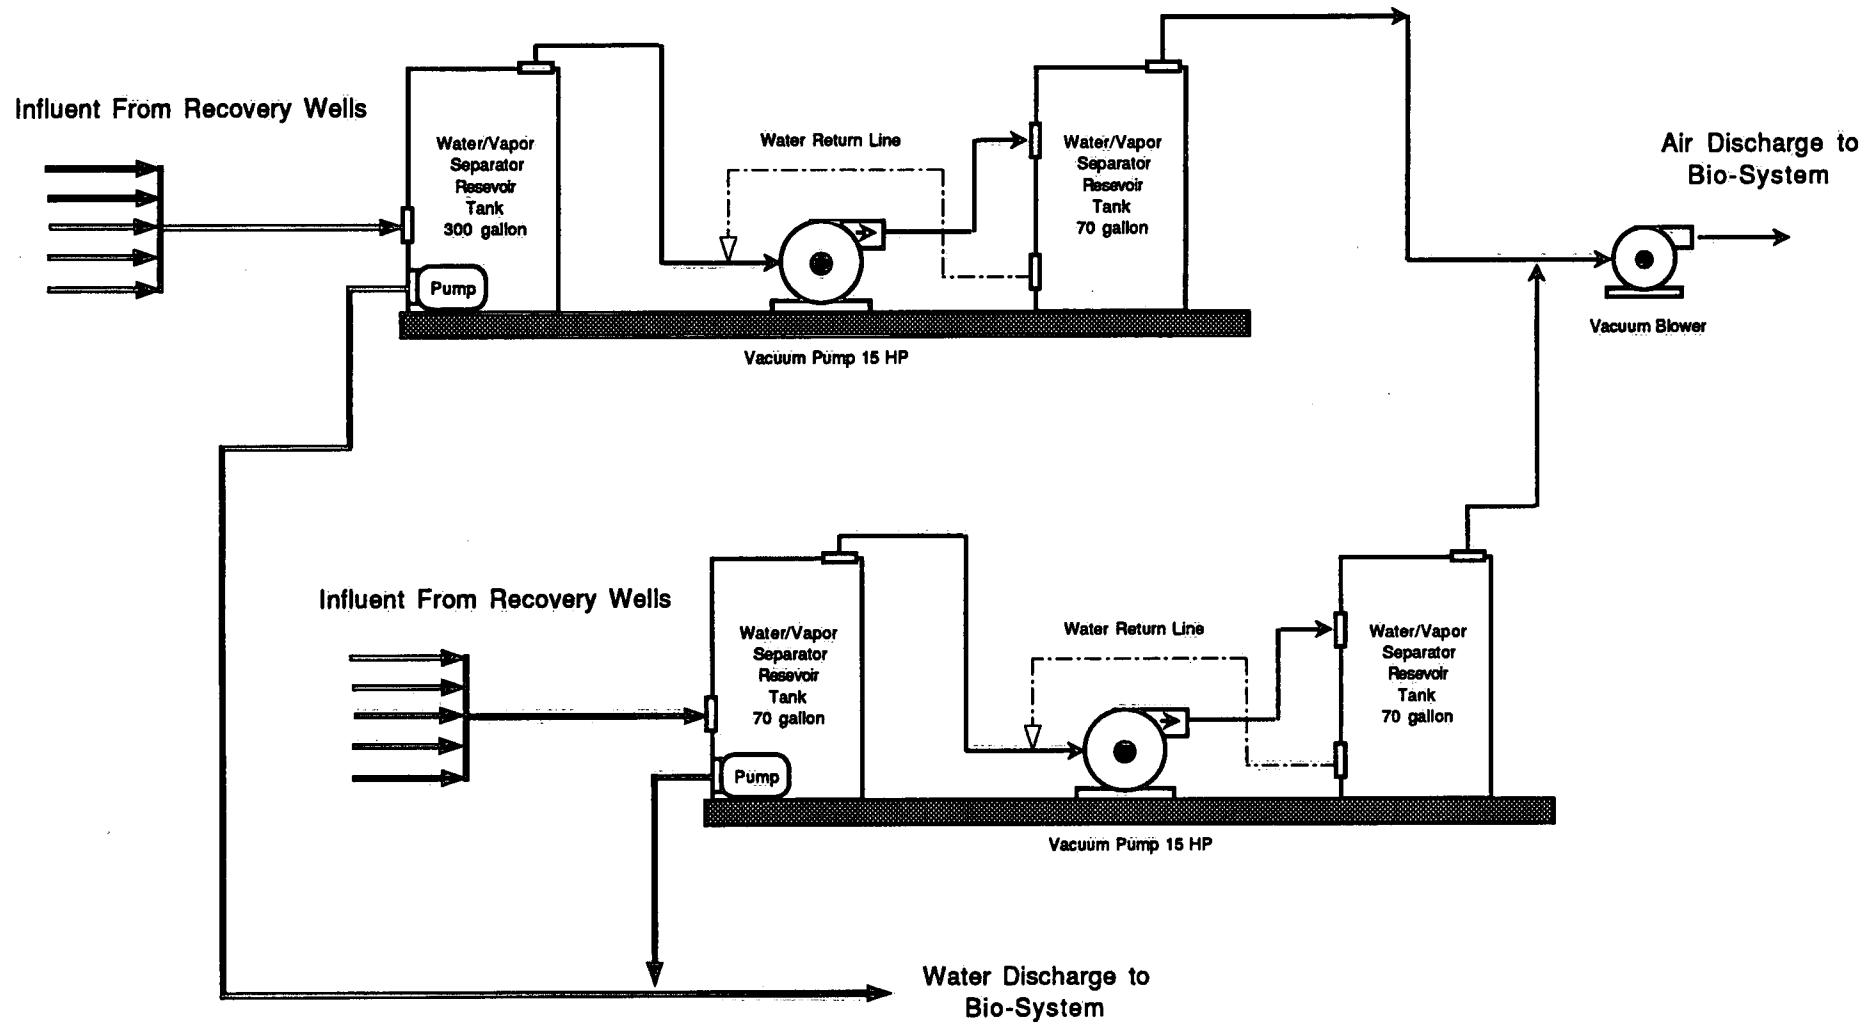 Influent From Recovery Wells
Water/Vapor
Separator
Resevoir
Tank
300 gallon
Pump
Water Return Line
Water/Vapor
Separator
Resevoir
Tank
70 gallon
Air Discharge to
Bio-System
Vacuum Blower
Vacuum Pump 15 HP
Influent From Recovery Wells
Water/Vapor
Separator
Resevoir
Tank
70 gallon
Pump
Water Return Line
Water/Vapor
Separator
Resevoir
Tank
70 gallon
Vacuum Pump 15 HP
Water Discharge to
Bio-System